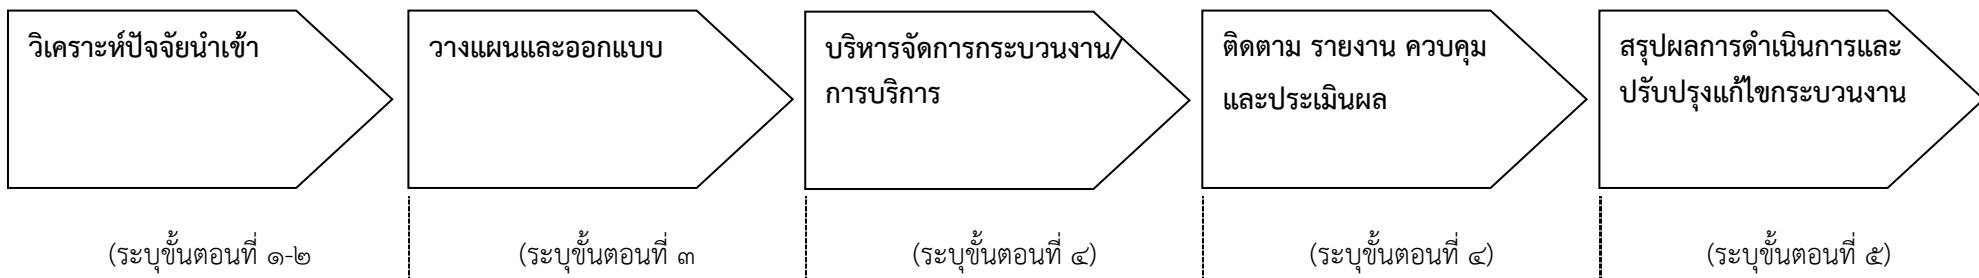 วิเคราะห์ปัจจัยนำเข้า
วางแผนและออกแบบ
บริหารจัดการกระบวนงาน/
การบริการ
ติดตาม รายงาน ควบคุม
และประเมินผล
สรุปผลการดำเนินการและ
ปรับปรุงแก้ไขกระบวนงาน
(ระบุขั้นตอนที่ ๑-๒
(ระบุขั้นตอนที่ ๓
(ระบุขั้นตอนที่ ๔)
(ระบุขั้นตอนที่ ๔)
(ระบุขั้นตอนที่ ๕)